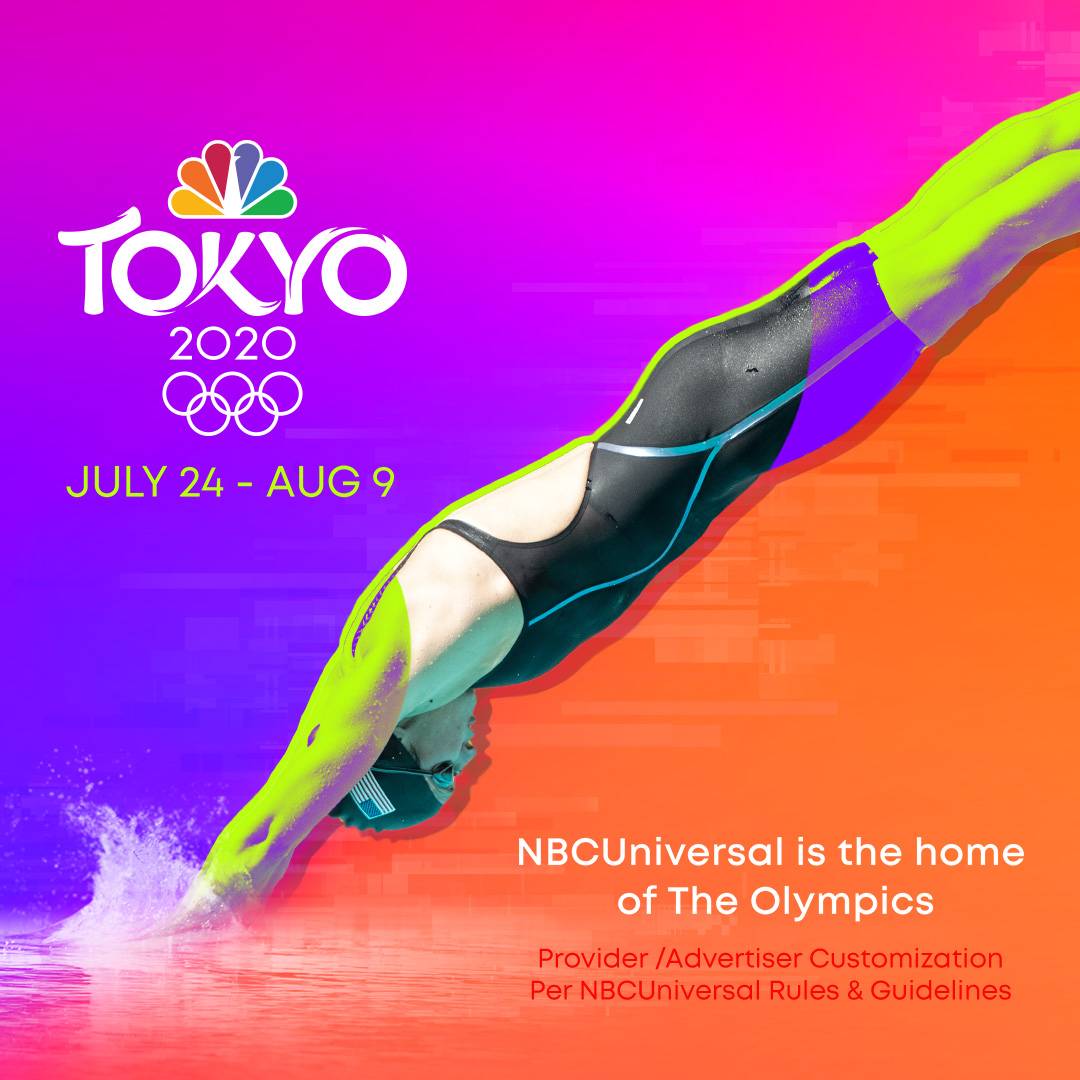 TOKYO
2020
JULY 24 - AUG 9
NBCUniversal is the home
of The Olympics
Provider /Advertiser Customization
Per NBCUniversal Rules & Guidelines